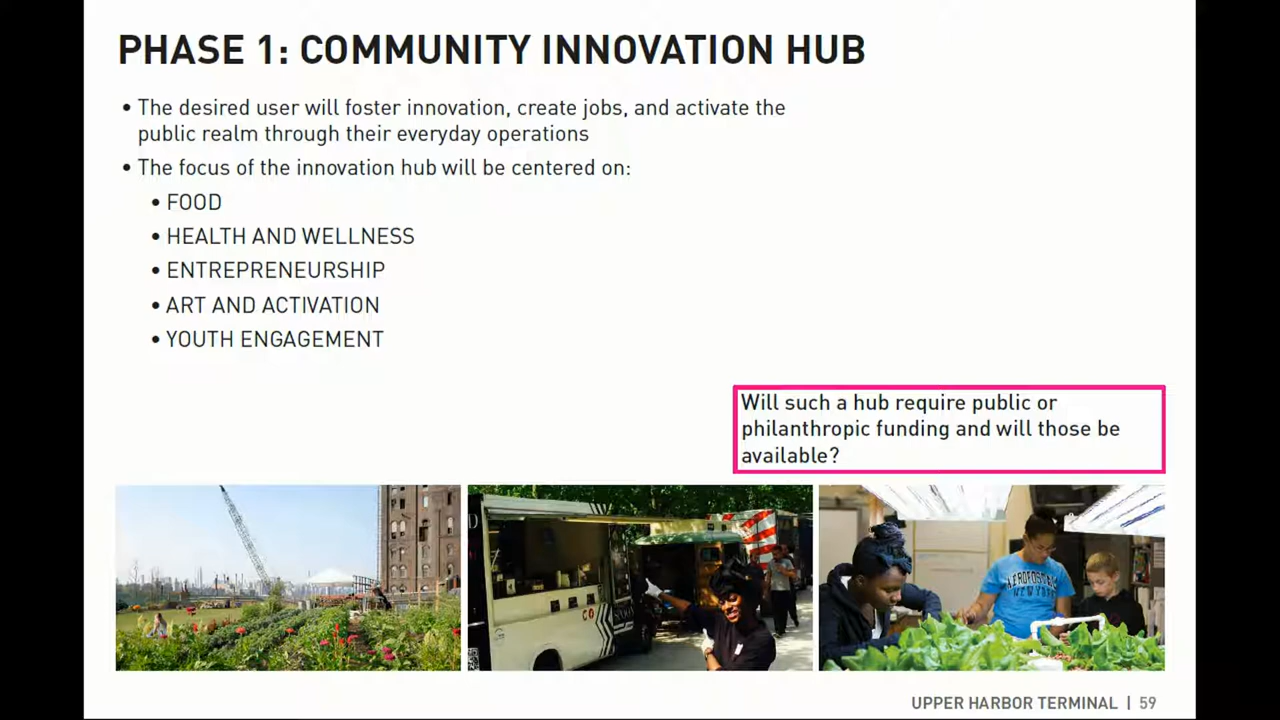 PHASE 1: COMMUNITY INNOVATION HUB
• The desired user will foster innovation, create jobs, and activate the
public realm through their everyday operations
• The focus of the innovation hub will be centered on:
• FOOD
• HEALTH AND WELLNESS
• ENTREPRENEURSHIP
• ART AND ACTIVATION
• YOUTH ENGAGEMENT
Will such a hub require public or
philanthropic funding and will those be
available?
AEROPOSTALE
NEW YORK
UPPER HARBOR TERMINAL | 59